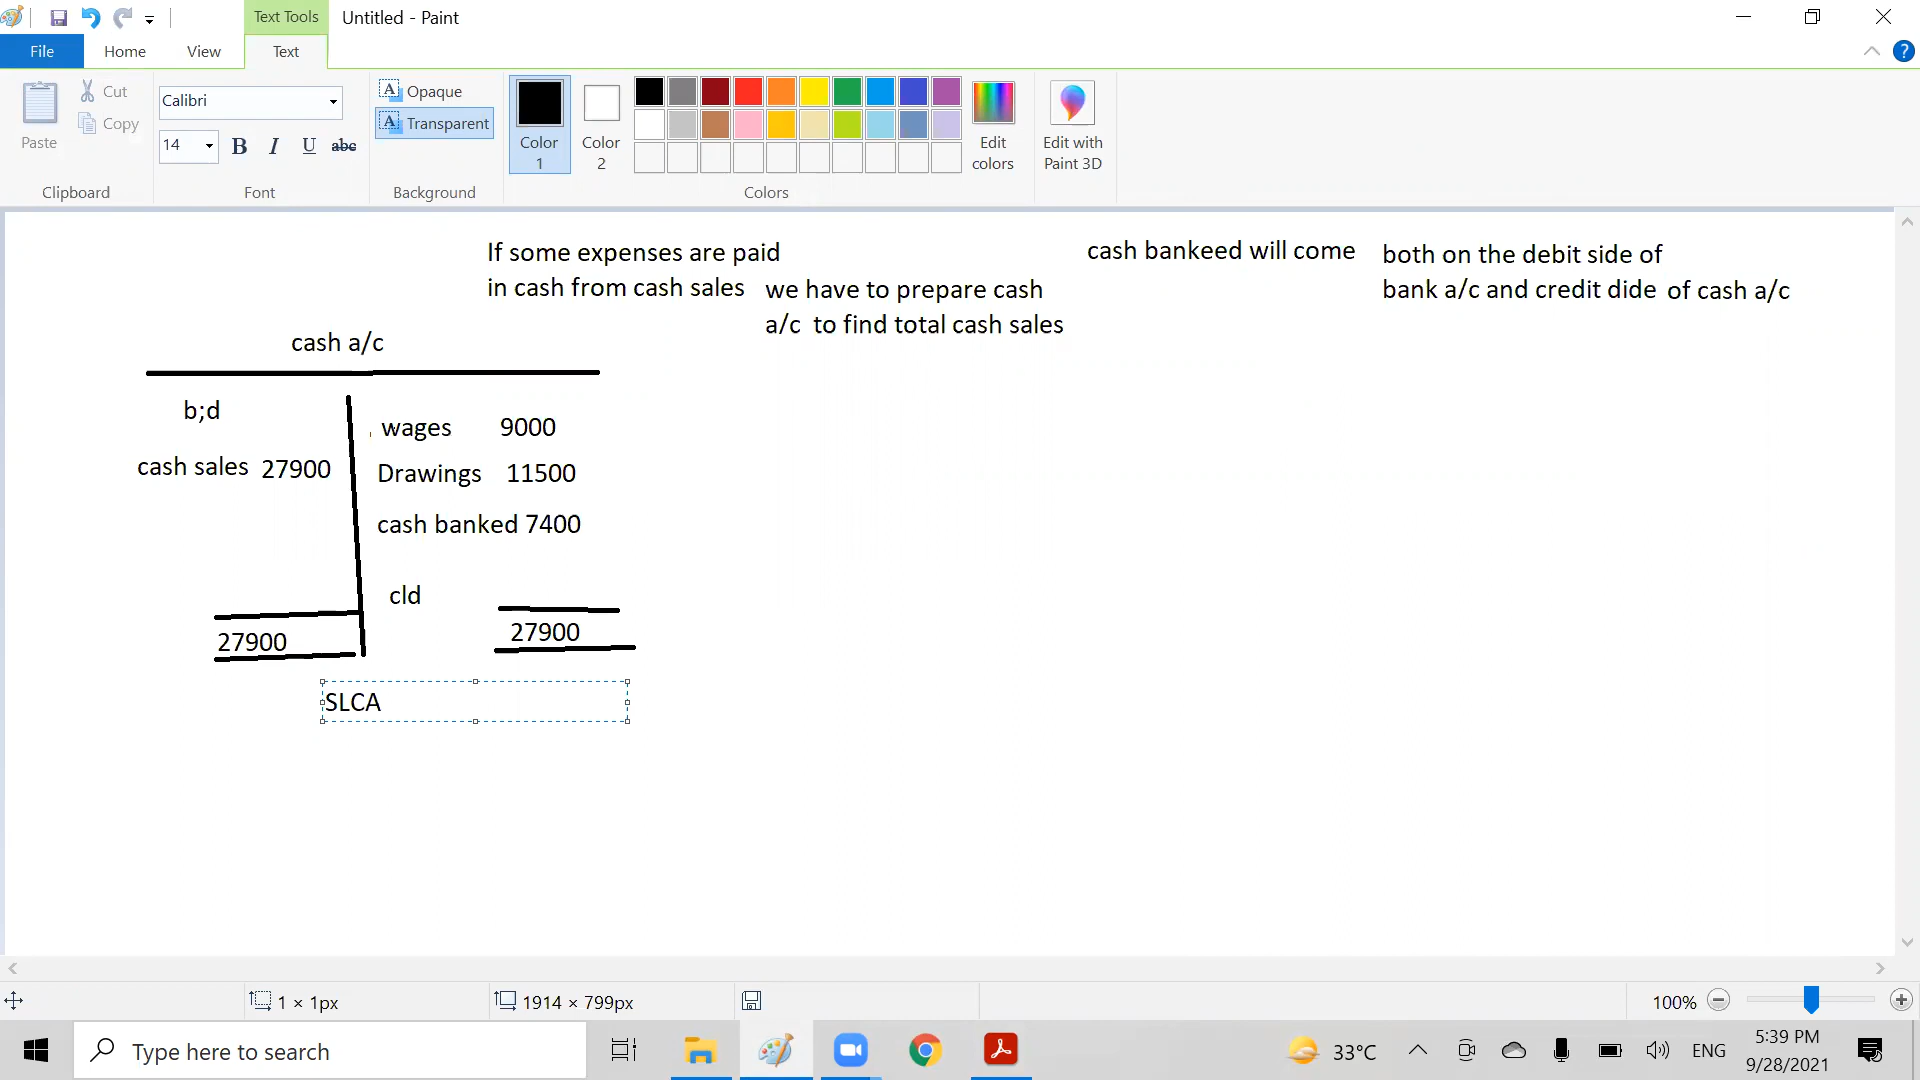 Text Tools
Untitled - Paint
File
Home
View
Text
Paste
Cut
Copy
Clipboard
Calibri
14
B I U abc
Font
A Opaque
A Transparent
Background
Color 1
Color 2
Edit colors
Colors
Edit with Paint 3D
If some expenses are paid
in cash from cash sales
we have to prepare cash
a/c to find total cash sales
cash bankeed will come
both on the debit side of
bank a/c and credit dide
of cash a/c
cash a/c
b;d
cash sales 27900
wages 9000
Drawings 11500
cash banked 7400
cld
27900
27900
SLCA
1 × 1px
1914 × 799px
100%
Type here to search
33°C
ENG
5:39 PM
9/28/2021